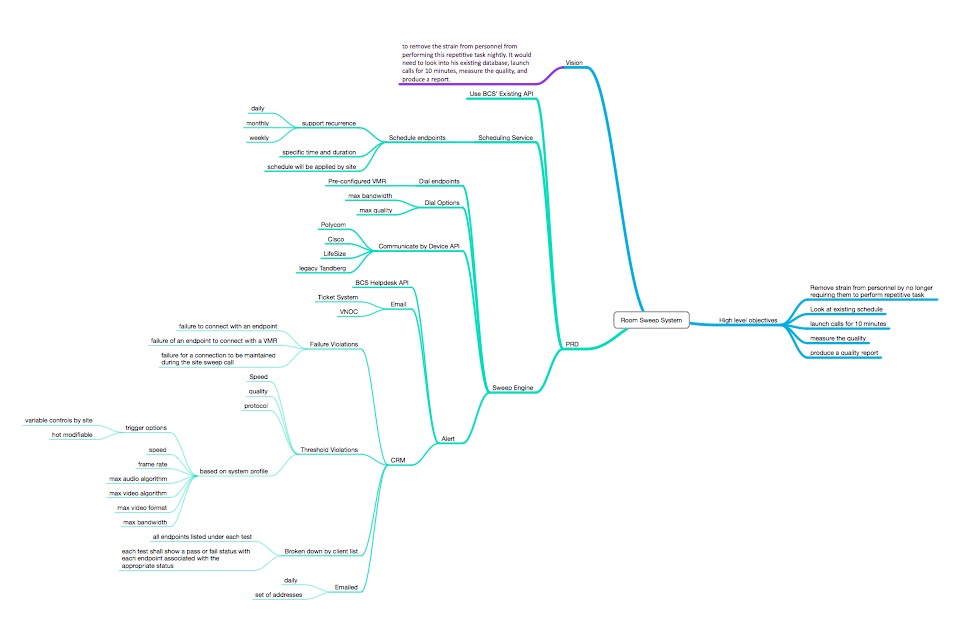 to remove the strain from personnel from
performing this repetitive task nightly. It would
need to look into his existing database, launch
calls for 10 minutes, measure the quality, and
produce a report.
Vision
Use BCS' Existing API
daily
monthly
weekly
support recurrence
specific time and duration
schedule will be applied by site
Schedule endpoints
Scheduling Service
Pre-configured VMR
Dial endpoints
max bandwidth
max quality
Dial Options
Polycom
Cisco
LifeSize
legacy Tandberg
Communicate by Device API
BCS Helpdesk API
Ticket System
VNOC
Email
failure to connect with an endpoint
failure of an endpoint to connect with a VMR
failure for a connection to be maintained
during the site sweep call
Failure Violations
Speed
quality
protocol
variable controls by site
hot modifiable
trigger options
speed
frame rate
max audio algorithm
max video algorithm
max video format
max bandwidth
based on system profile
Threshold Violations
all endpoints listed under each test
each test shall show a pass or fail status with
each endpoint associated with the
appropriate status
Broken down by client list
daily
set of addresses
Emailed
CRM
Alert
Sweep Engine
PRD
Room Sweep System
High level objectives
Remove strain from personnel by no longer
requiring them to perform repetitive task
Look at existing schedule
launch calls for 10 minutes
measure the quality
produce a quality report